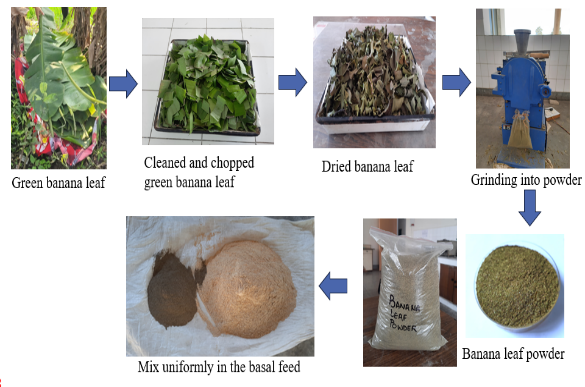 Green banana leaf
Cleaned and chopped
green banana leaf
Dried banana leaf
Grinding into powder
BANANA
LEAF
POWDER
Banana leaf powder
Mix uniformly in the basal feed